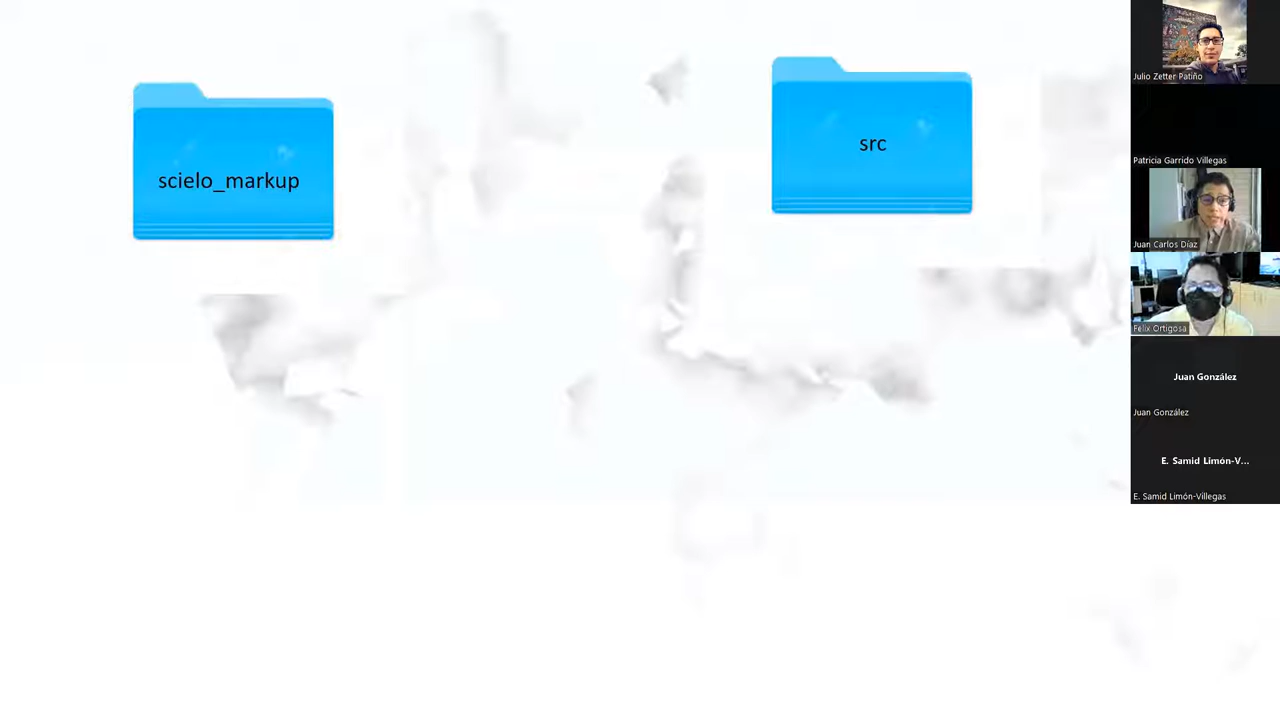 scielo_markup
src
Julio Zetter Patiño
Patricia Garrido Villegas
Juan Carlos Díaz
Felix Ortigosa
Juan González
Juan González
E. Samid Limón-V...
E. Samid Limón-Villegas